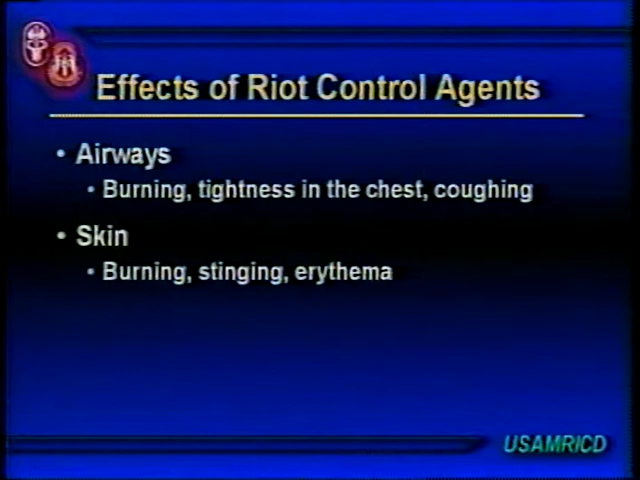 Effects of Riot Control Agents
• Airways
• Burning, tightness in the chest, coughing
• Skin
• Burning, stinging, erythema
USAMRICD